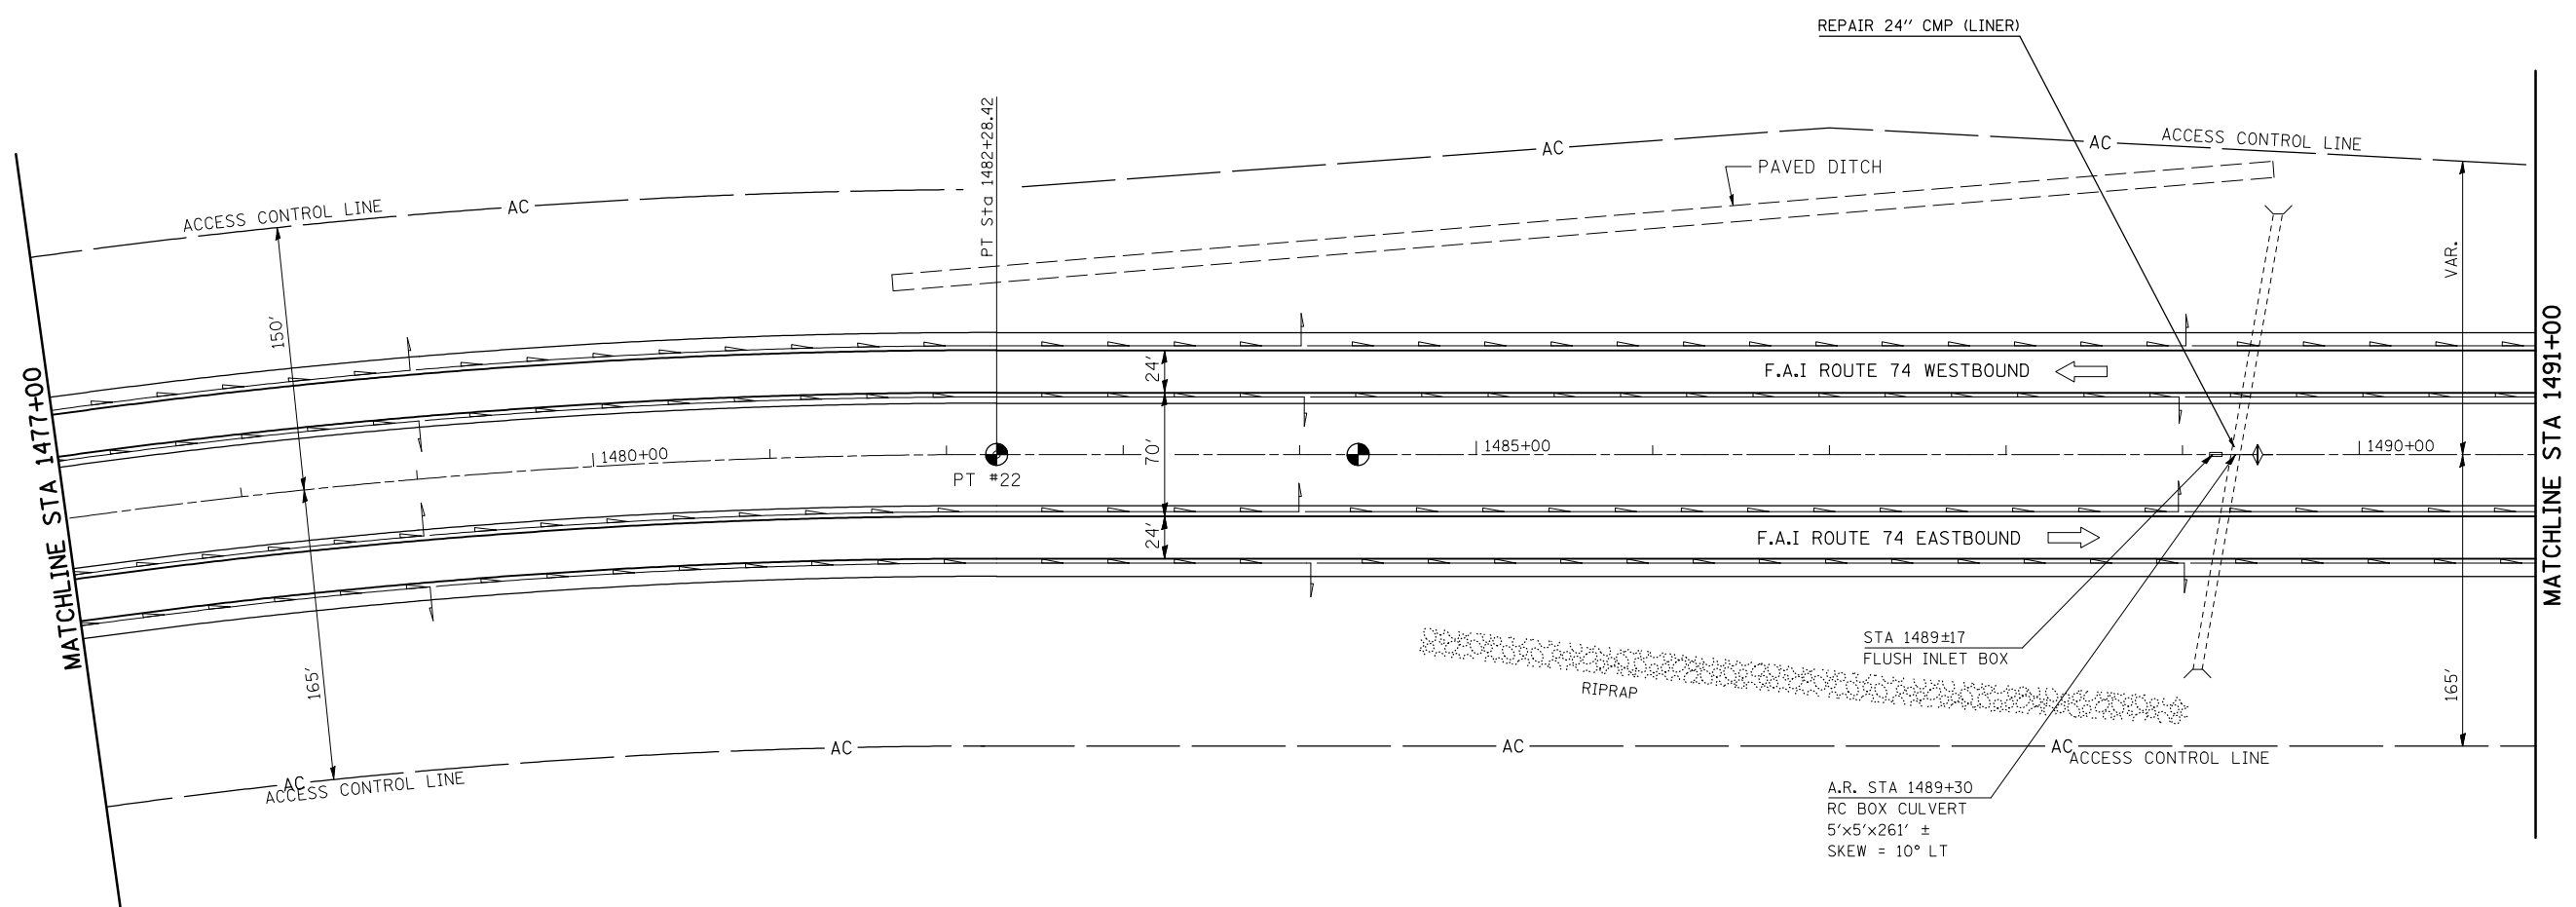 REPAIR 24'' CMP (LINER)
PT Sta 1482+28.42
AC
AC
ACCESS CONTROL LINE
PAVED DITCH
ACCESS CONTROL LINE
AC
VAR.
150'
MATCHLINE STA 1477+00
MATCHLINE STA 1491+00
24'
F.A.I ROUTE 74 WESTBOUND
70'
1480+00
1485+00
1490+00
PT #22
24'
F.A.I ROUTE 74 EASTBOUND
STA 1489±17
FLUSH INLET BOX
RIPRAP
165'
165'
AC
AC
AC
AC
ACCESS CONTROL LINE
ACCESS CONTROL LINE
A.R. STA 1489+30
RC BOX CULVERT
5'x5'x261' ±
SKEW = 10° LT